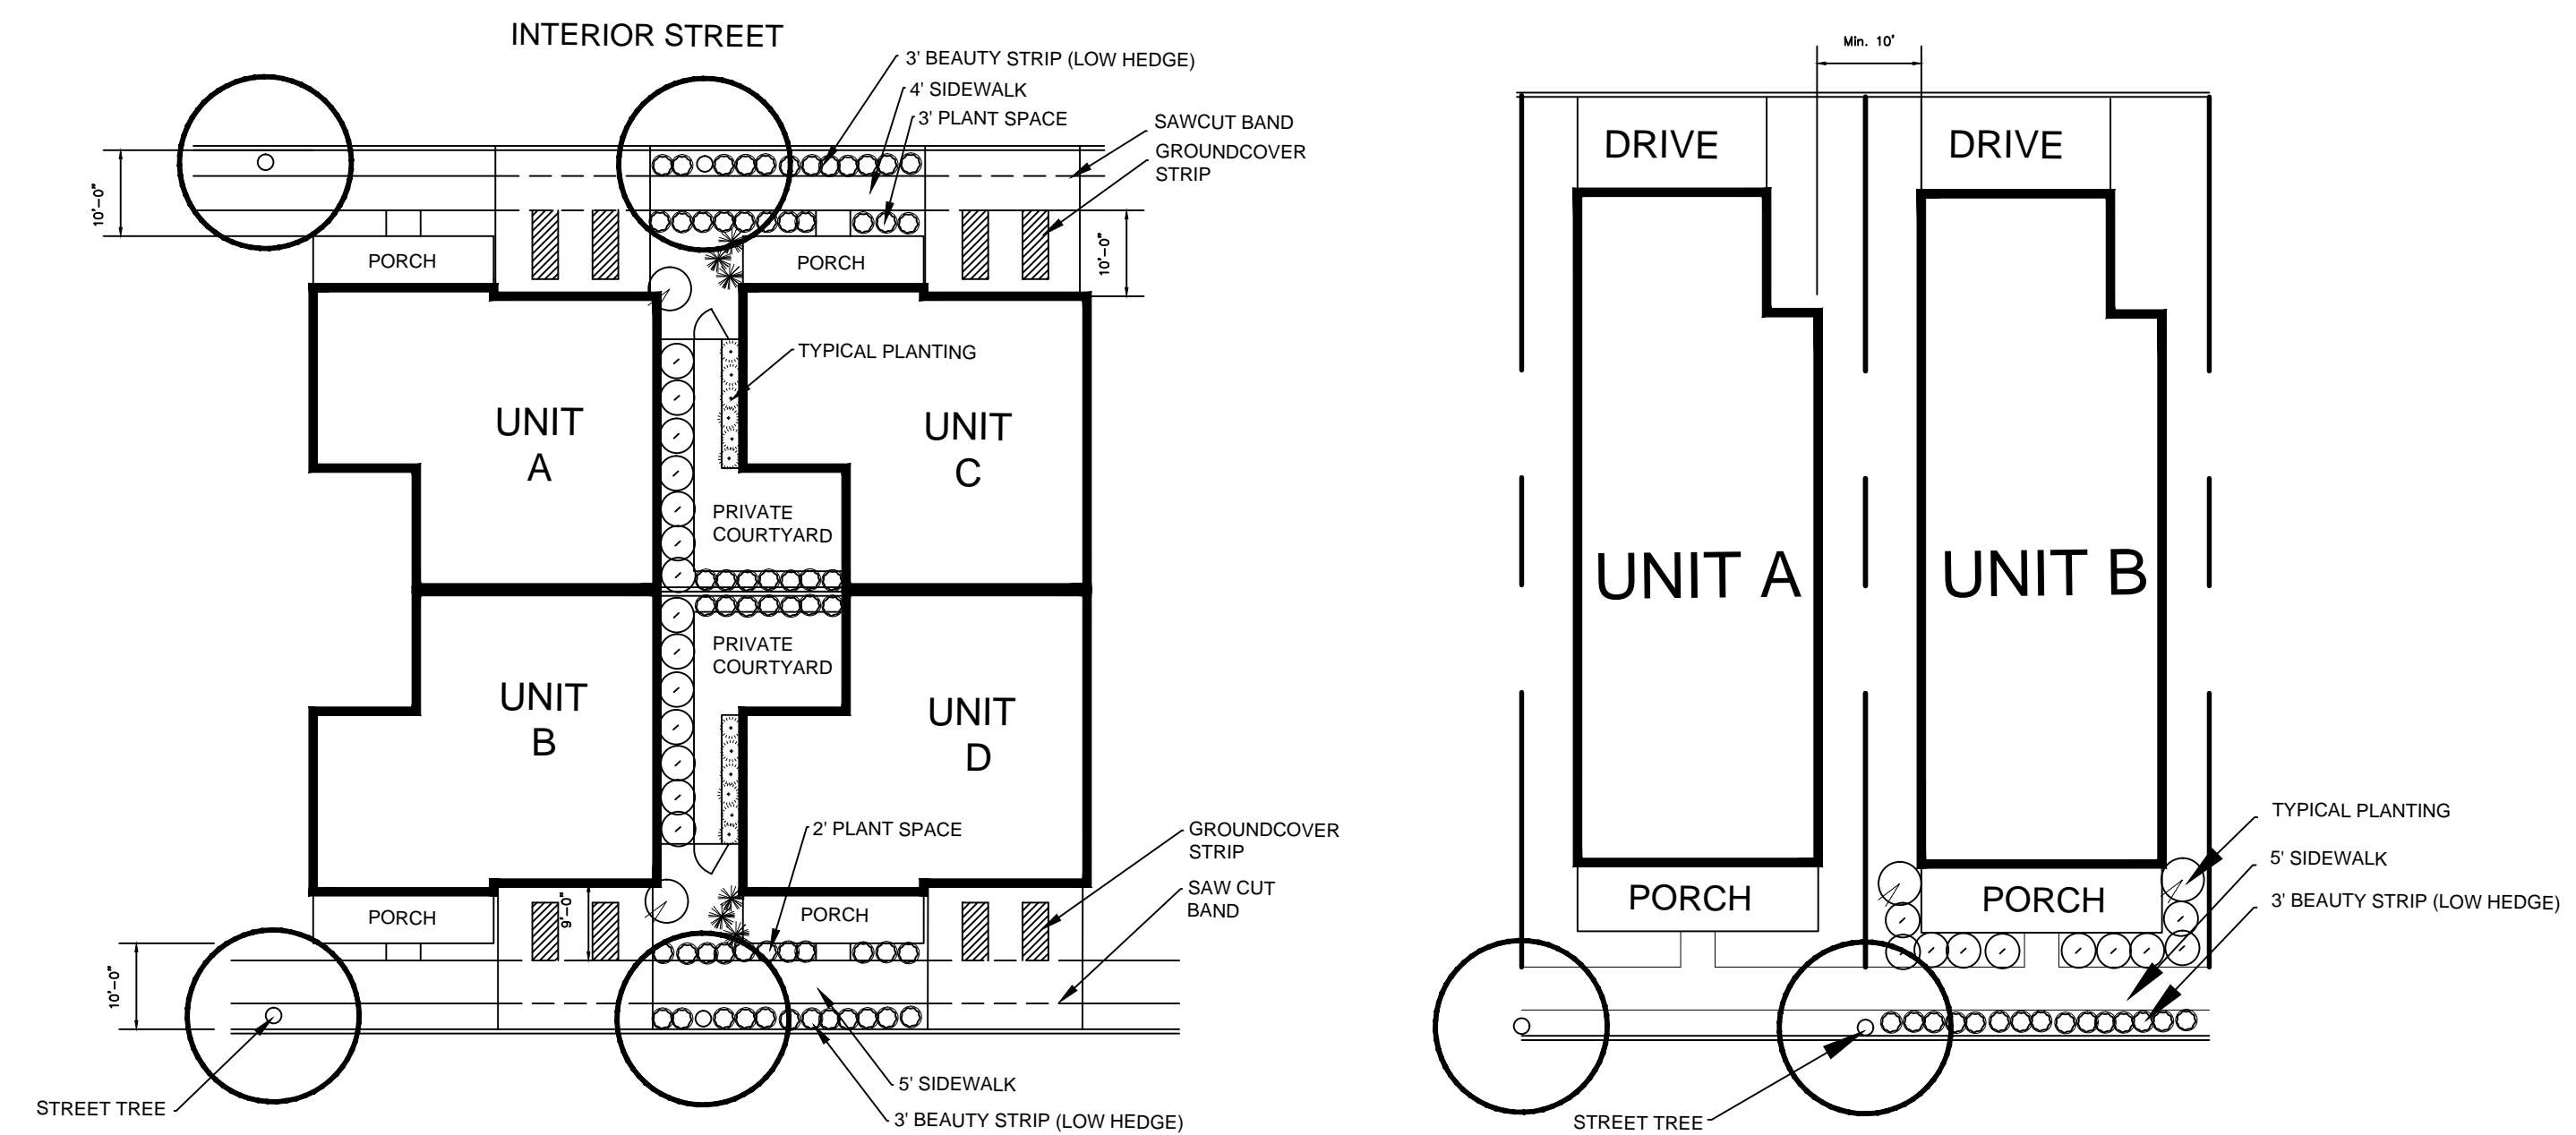 INTERIOR STREET
3' BEAUTY STRIP (LOW HEDGE)
4' SIDEWALK
3' PLANT SPACE
SAWCUT BAND
GROUNDCOVER
STRIP
10'-0"
PORCH
PORCH
10'-0"
TYPICAL PLANTING
UNIT
A
UNIT
C
PRIVATE
COURTYARD
PRIVATE
COURTYARD
UNIT
B
UNIT
D
2' PLANT SPACE
GROUNDCOVER
STRIP
SAW CUT
BAND
PORCH
9'-0"
PORCH
10'-0"
5' SIDEWALK
STREET TREE
3' BEAUTY STRIP (LOW HEDGE)
Min. 10'
DRIVE
DRIVE
UNIT A
UNIT B
TYPICAL PLANTING
5' SIDEWALK
3' BEAUTY STRIP (LOW HEDGE)
PORCH
PORCH
STREET TREE